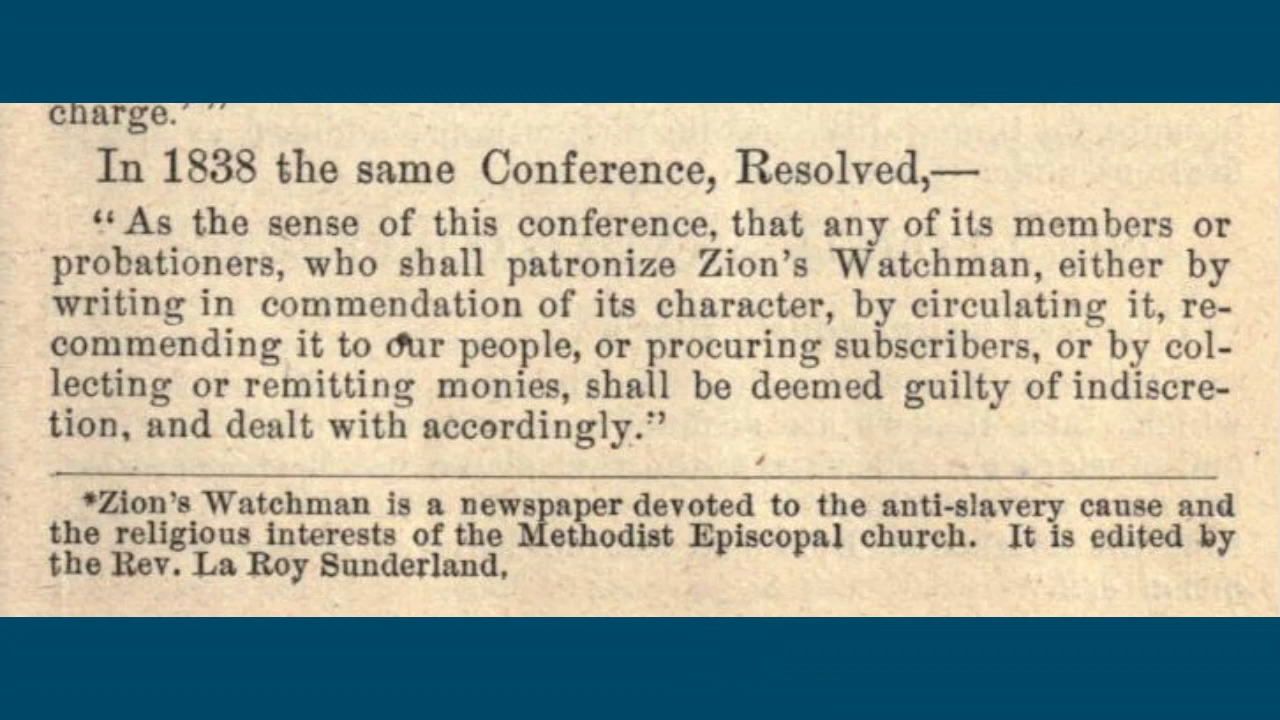 charge.' "
In 1838 the same Conference, Resolved,—
"As the sense of this conference, that any of its members or
probationers, who shall patronize Zion's Watchman, either by
writing in commendation of its character, by circulating it, re-
commending it to our people, or procuring subscribers, or by col-
lecting or remitting monies, shall be deemed guilty of indiscre-
tion, and dealt with accordingly."
*Zion's Watchman is a newspaper devoted to the anti-slavery cause and
the religious interests of the Methodist Episcopal church. It is edited by
the Rev. La Roy Sunderland.